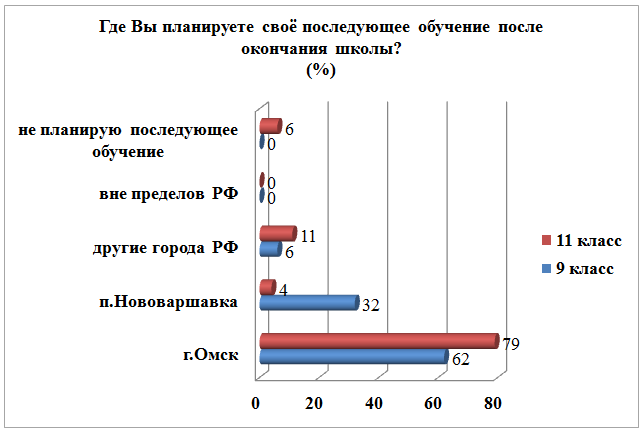 Где Вы планируете своё последующее обучение после
окончания школы?
(%)
не планирую последующее
обучение
6
0
вне пределов РФ
0
0
другие города РФ
11
6
п.Нововаршавка
4
32
г.Омск
79
62
11 класс
9 класс
0 20 40 60 80